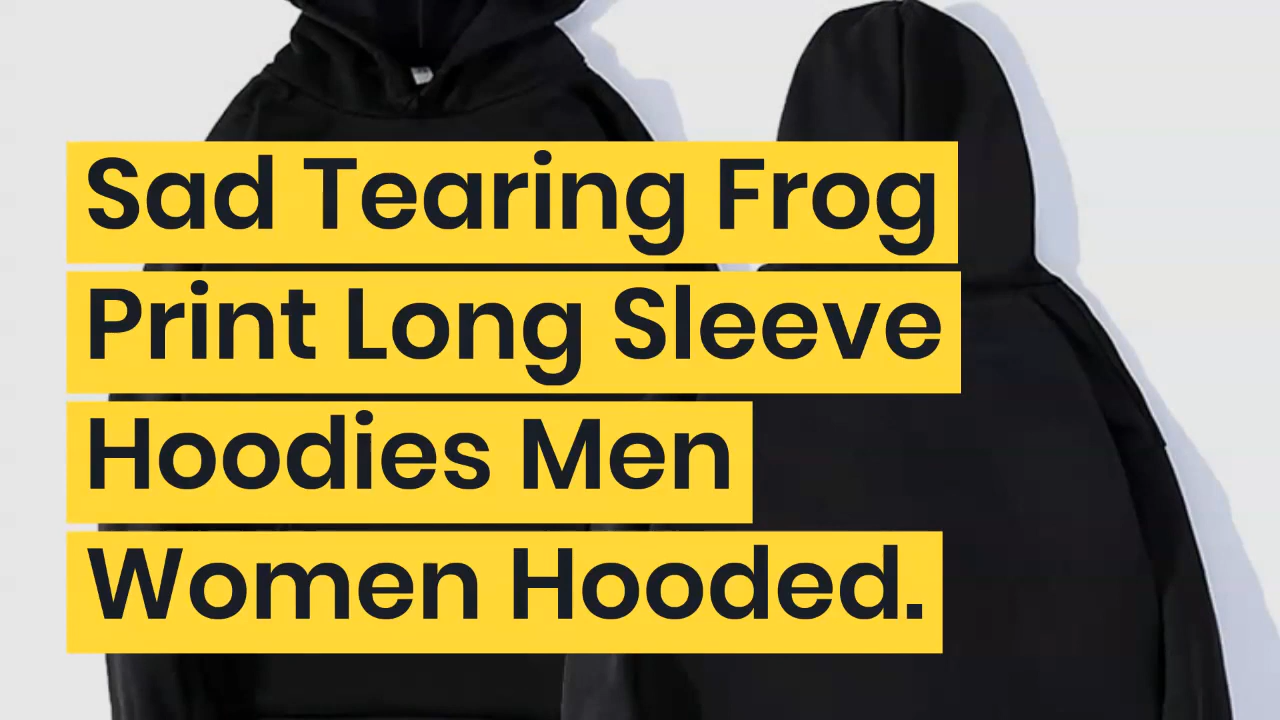 Sad Tearing Frog
Print Long Sleeve
Hoodies Men
Women Hooded.